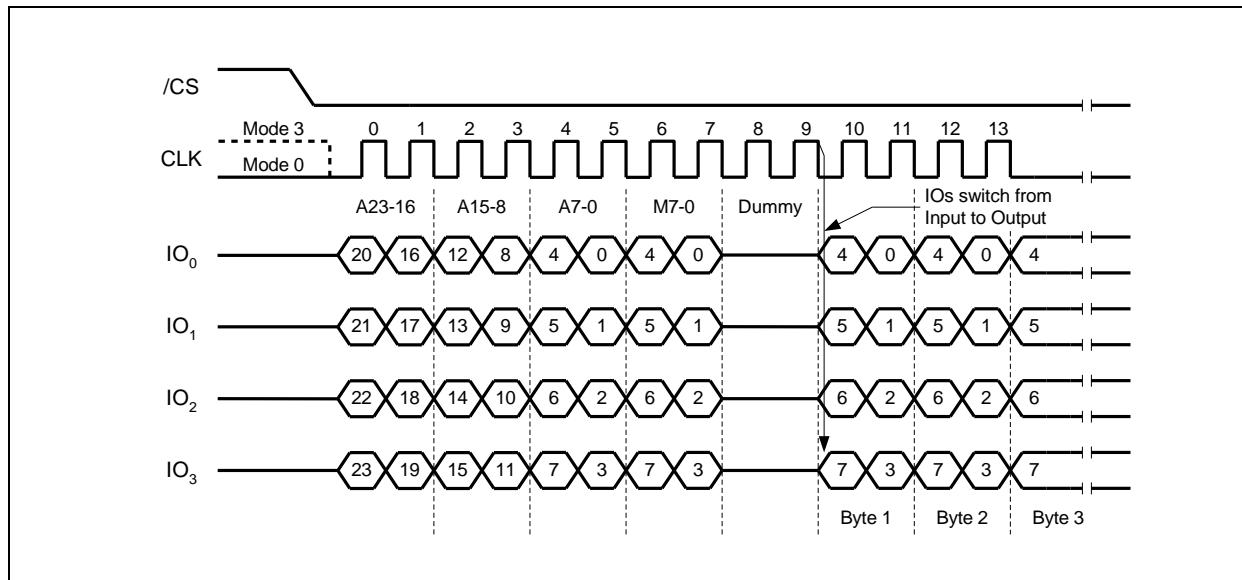 /CS
Mode 3 0 1 2 3 4 5 6 7 8 9 10 11 12 13
CLK
Mode 0
A23-16 A15-8 A7-0 M7-0 Dummy
IOs switch from
Input to Output
IO0 20 16 12 8 4 0 4 0 4 0 4 0 4
IO1 21 17 13 9 5 1 5 1 5 1 5 1 5
IO2 22 18 14 10 6 2 6 2 6 2 6 2 6
IO3 23 19 15 11 7 3 7 3 7 3 7 3 7
Byte 1 Byte 2 Byte 3